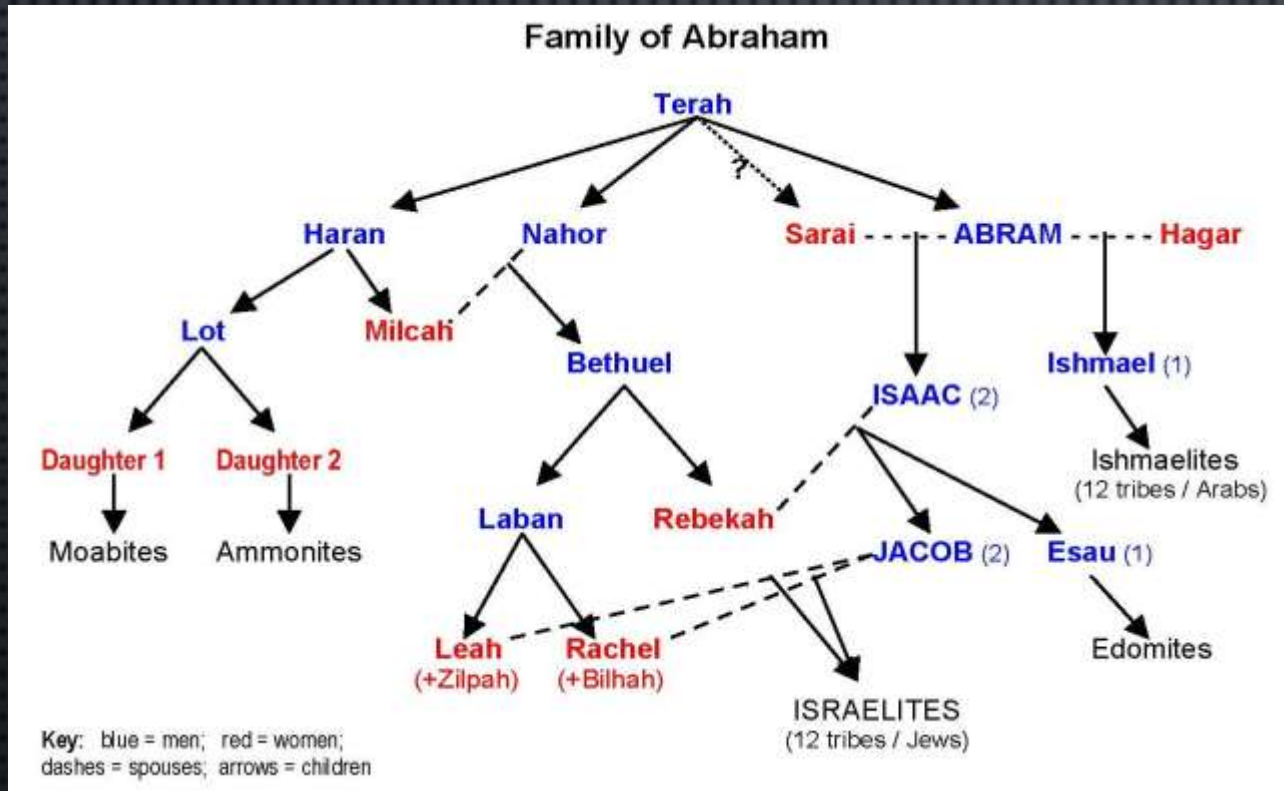 Family of Abraham
Terah
?
Haran Nahor Sarai ----- ABRAM ----- Hagar
Lot Milcah
Bethuel Ishmael (1)
ISAAC (2)
Daughter 1 Daughter 2 Ishmaelites
(12 tribes / Arabs)
Laban Rebekah
Moabites Ammonites JACOB (2) Esau (1)
Leah Rachel Edomites
(+Zilpah) (+Bilhah)
ISRAELITES
(12 tribes / Jews)
Key: blue = men; red = women;
dashes = spouses; arrows = children